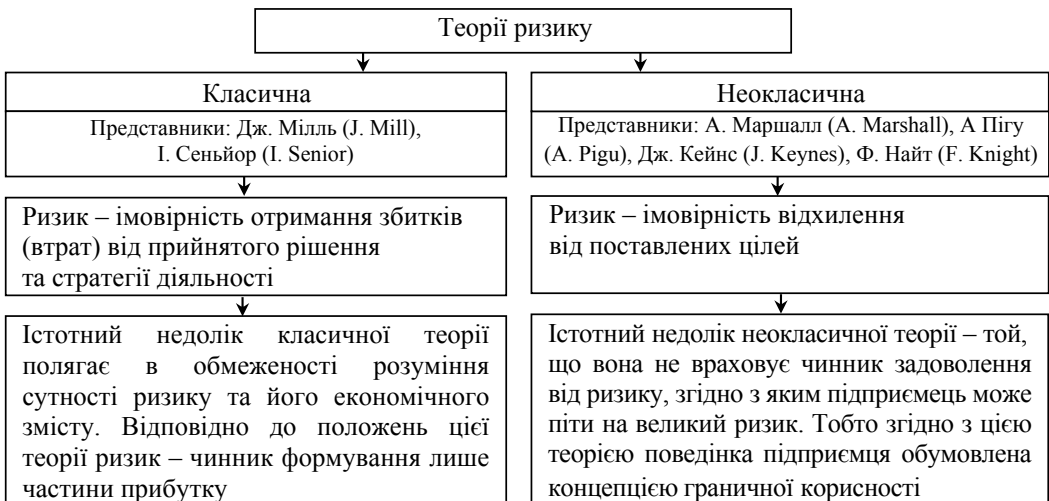 Теорії ризику
Класична
Представники: Дж. Мілль (J. Mill),
І. Сеньйор (I. Senior)
Ризик – імовірність отримання збитків
(втрат) від прийнятого рішення
та стратегії діяльності
Істотний недолік класичної теорії
полягає в обмеженості розуміння
сутності ризику та його економічного
змісту. Відповідно до положень цієї
теорії ризик – чинник формування лише
частини прибутку
Неокласична
Представники: А. Маршалл (A. Marshall), А Пігу
(A. Pigu), Дж. Кейнс (J. Keynes), Ф. Найт (F. Knight)
Ризик – імовірність відхилення
від поставлених цілей
Істотний недолік неокласичної теорії – той,
що вона не враховує чинник задоволення
від ризику, згідно з яким підприємець може
піти на великий ризик. Тобто згідно з цією
теорією поведінка підприємця обумовлена
концепцією граничної корисності